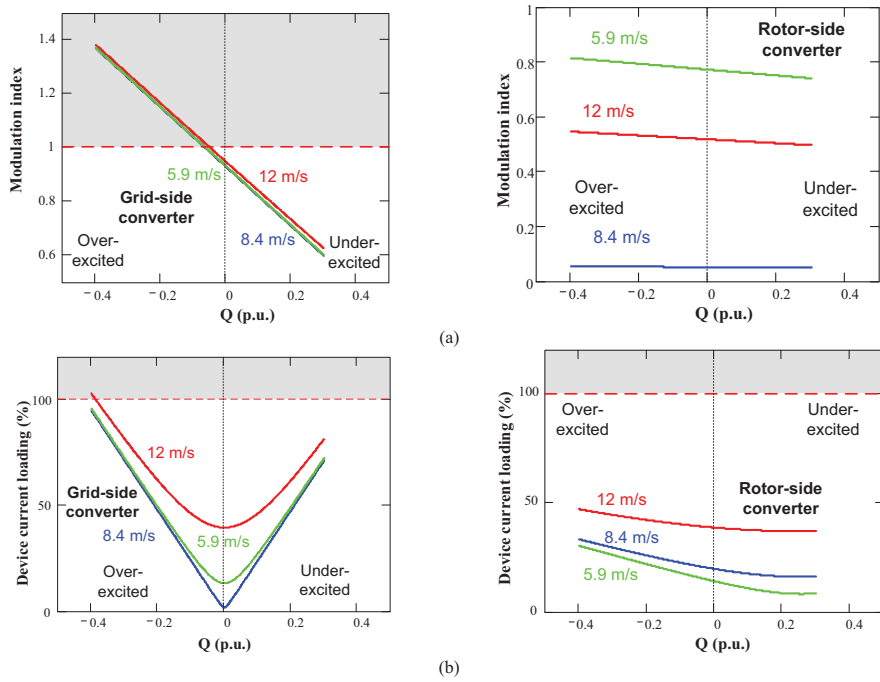 1.4
1.2
1
0.8
0.6
Modulation index
5.9 m/s
12 m/s
Grid-side
converter
8.4 m/s
Over-
excited
Under-
excited
−0.4
−0.2
0
0.2
0.4
Q (p.u.)
1
0.8
0.6
0.4
0.2
0
Modulation index
5.9 m/s
Rotor-side
converter
12 m/s
Over-
excited
Under-
excited
8.4 m/s
−0.4
−0.2
0
0.2
0.4
Q (p.u.)
(a)
100
50
0
Device current loading (%)
12 m/s
Grid-side
converter
8.4 m/s
5.9 m/s
Over-
excited
Under-
excited
−0.4
−0.2
0
0.2
0.4
Q (p.u.)
100
50
0
Device current loading (%)
Over-
excited
Under-
excited
12 m/s
Rotor-side
converter
8.4 m/s
5.9 m/s
−0.4
−0.2
0
0.2
0.4
Q (p.u.)
(b)